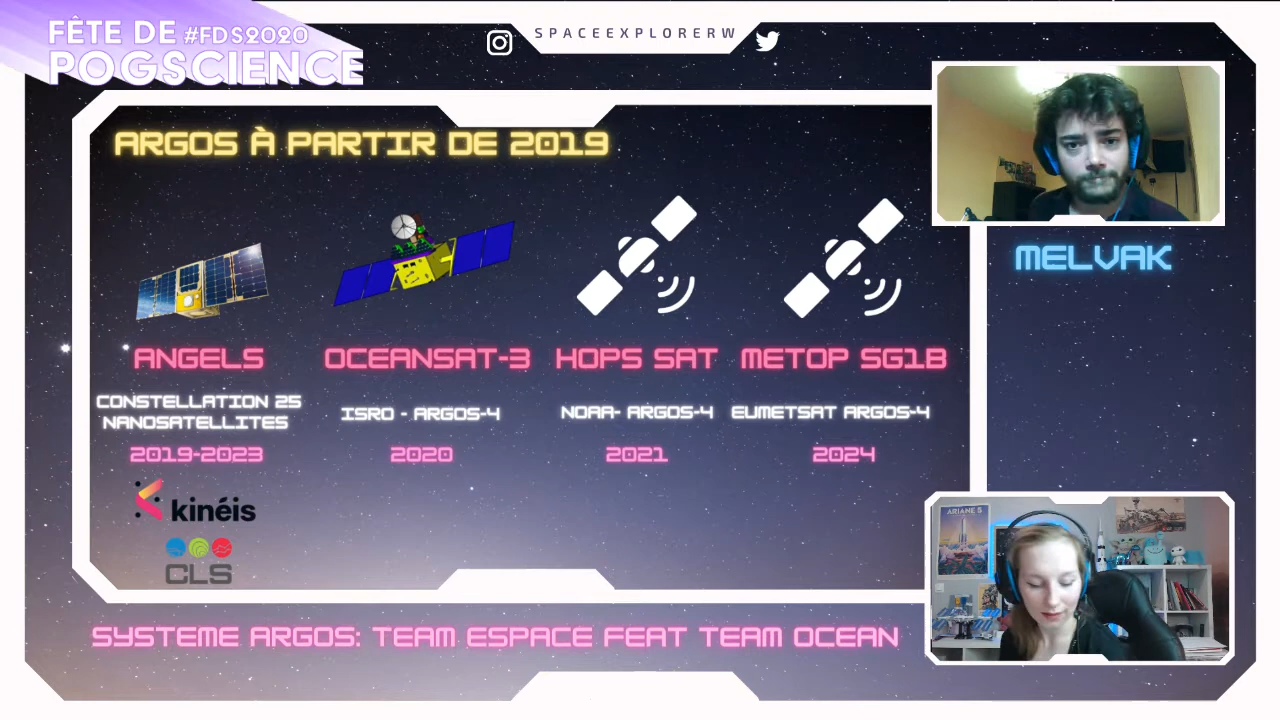 FÊTE DE #FDS2020
POGSCIENCE
SPACEEXPLORERW
ARGOS À PARTIR DE 2019
MELVAK
ANGELS
OCEANSAT-3
HOPS SAT
METOP SG1B
CONSTELLATION 25
NANOSATELLITES
ISRO - ARGOS-4
NOAA- ARGOS-4
EUMETSAT ARGOS-4
2019-2023
2020
2021
2024
kinéis
CLS
ARIANE 5
SYSTEME ARGOS: TEAM ESPACE FEAT TEAM OCEAN